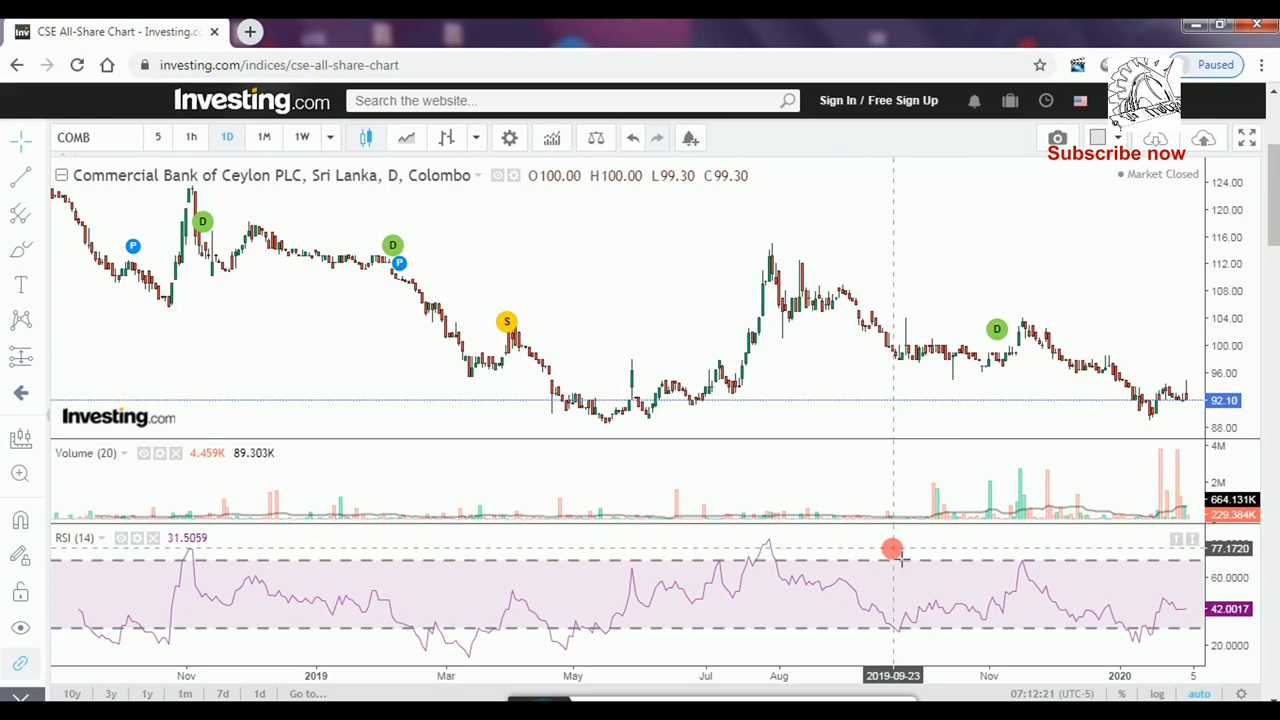 CSE All-Share Chart - Investing.co
investing.com/indices/cse-all-share-chart
Paused
Investing.com
Search the website...
Sign In / Free Sign Up
COMB 5 1h 1D 1M 1W
Subscribe now
Commercial Bank of Ceylon PLC, Sri Lanka, D, Colombo
O100.00 H100.00 L99.30 C99.30
Market Closed
124.00
120.00
116.00
112.00
108.00
104.00
100.00
96.00
92.10
88.00
P
D
D
P
S
D
Investing.com
Volume (20) 4.459K 89.303K
4M
2M
664.131K
229.384K
RSI (14) 31.5059
77.1720
60.0000
42.0017
20.0000
Nov 2019 Mar May Jul Aug 2019-09-23 Nov 2020 5
10y 3y 1y 1m 7d 1d Go to...
07:12:21 (UTC-5) % log auto